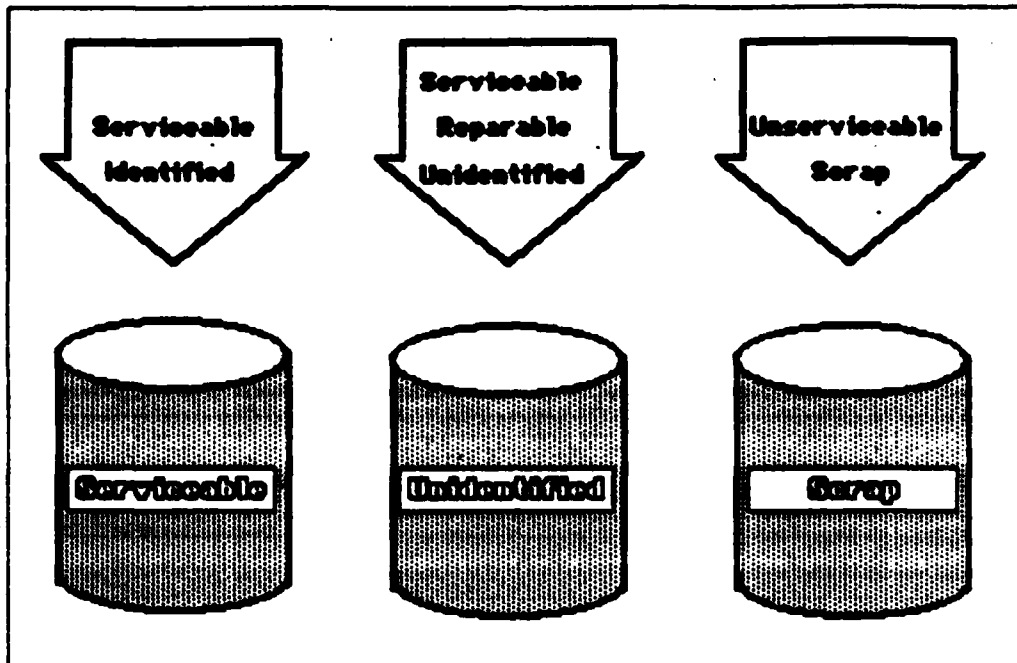 Serviceable
Identified
Serviceable
Reparable
Unidentified
Unserviceable
Scrap
Serviceable
Unidentified
Scrap